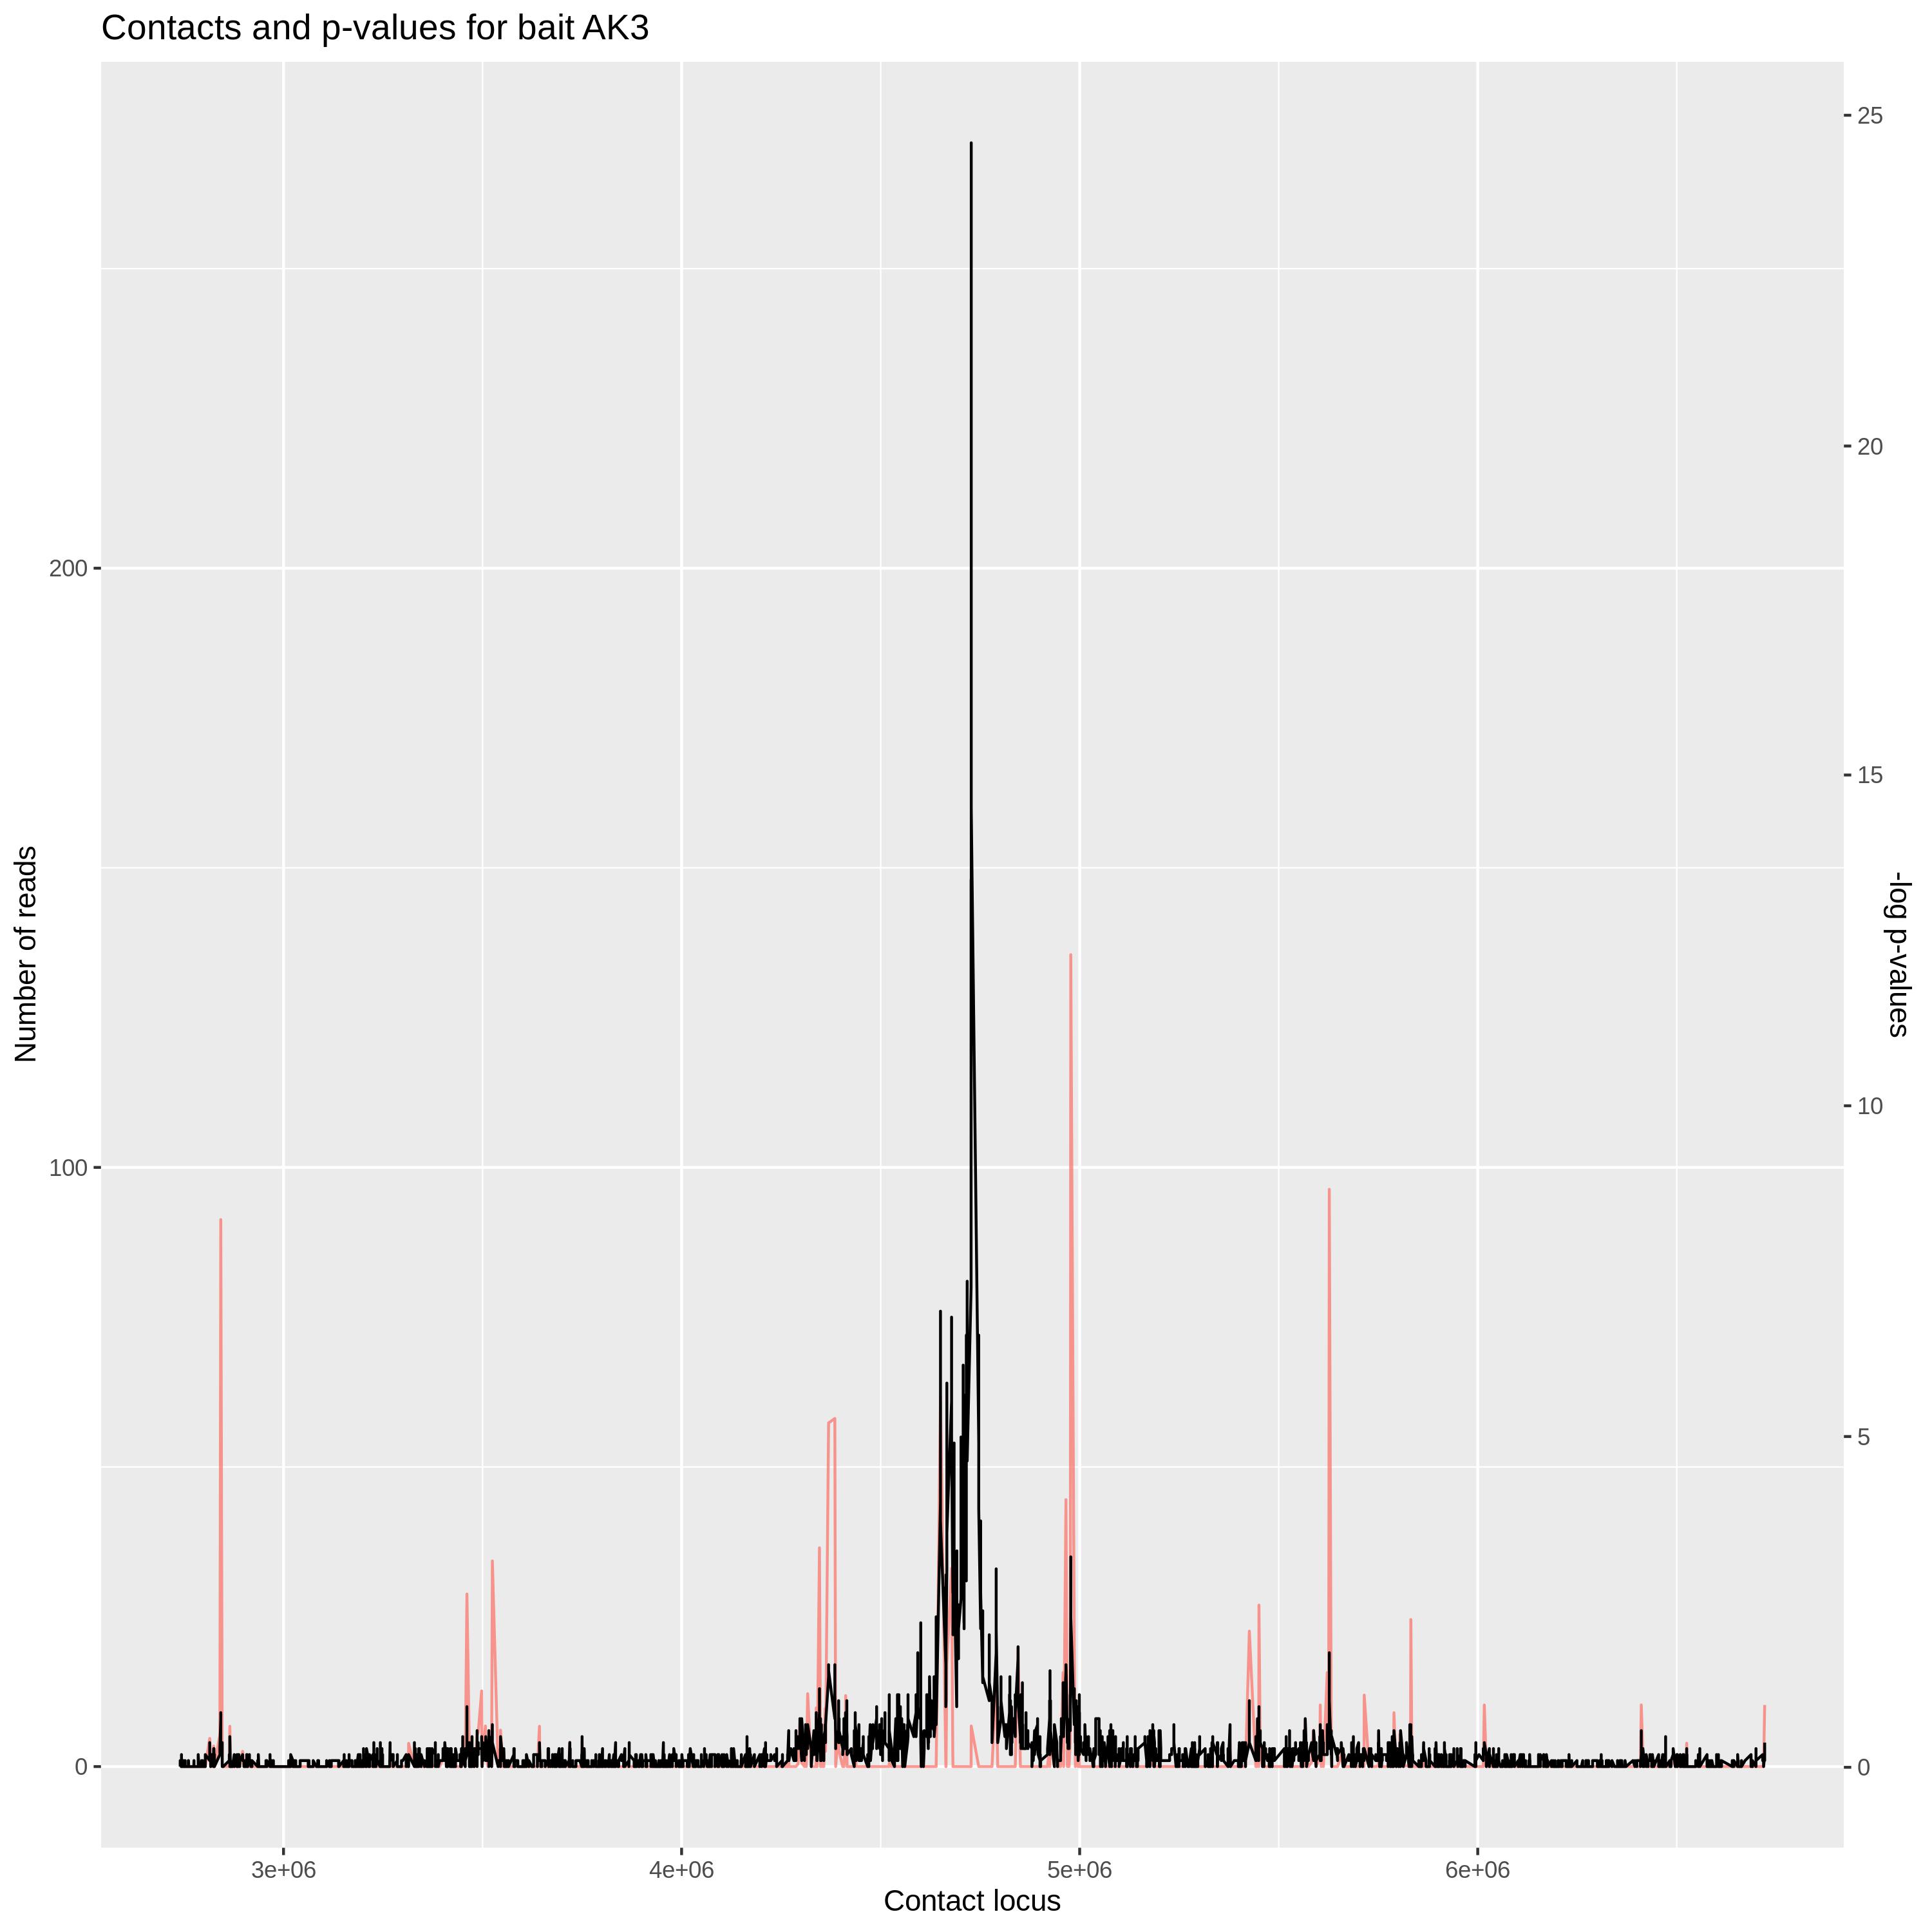 Contacts and p-values for bait AK3
25
20
200
15
Number of reads
-log p-values
10
100
5
0
0
3e+06
4e+06
5e+06
6e+06
Contact locus